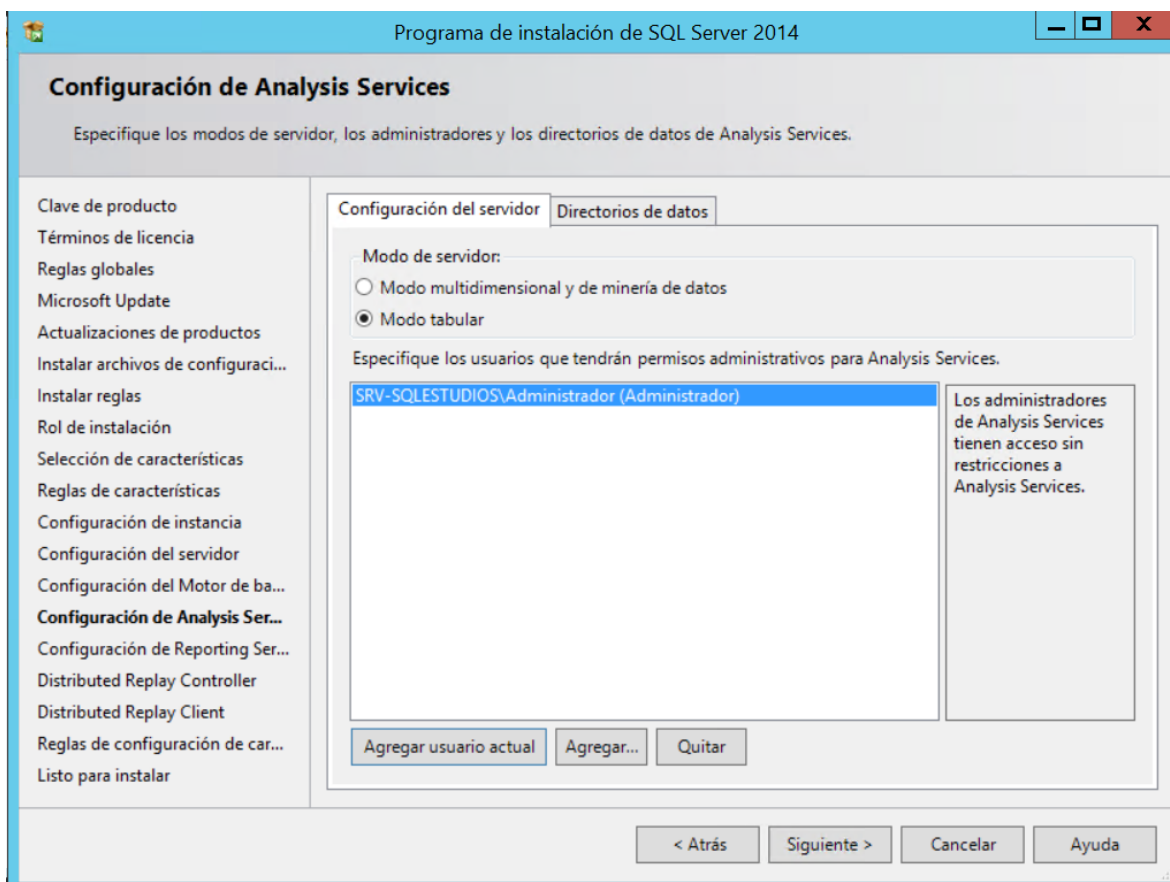 Programa de instalación de SQL Server 2014
Configuración de Analysis Services
Especifique los modos de servidor, los administradores y los directorios de datos de Analysis Services.
Clave de producto
Términos de licencia
Reglas globales
Microsoft Update
Actualizaciones de productos
Instalar archivos de configuraci...
Instalar reglas
Rol de instalación
Selección de características
Reglas de características
Configuración de instancia
Configuración del servidor
Configuración del Motor de ba...
Configuración de Analysis Ser...
Configuración de Reporting Ser...
Distributed Replay Controller
Distributed Replay Client
Reglas de configuración de car...
Listo para instalar
Configuración del servidor
Directorios de datos
Modo de servidor:
Modo multidimensional y de minería de datos
Modo tabular
Especifique los usuarios que tendrán permisos administrativos para Analysis Services.
SRV-SQLESTUDIOS\Administrador (Administrador)
Los administradores
de Analysis Services
tienen acceso sin
restricciones a
Analysis Services.
Agregar usuario actual
Agregar...
Quitar
< Atrás
Siguiente >
Cancelar
Ayuda